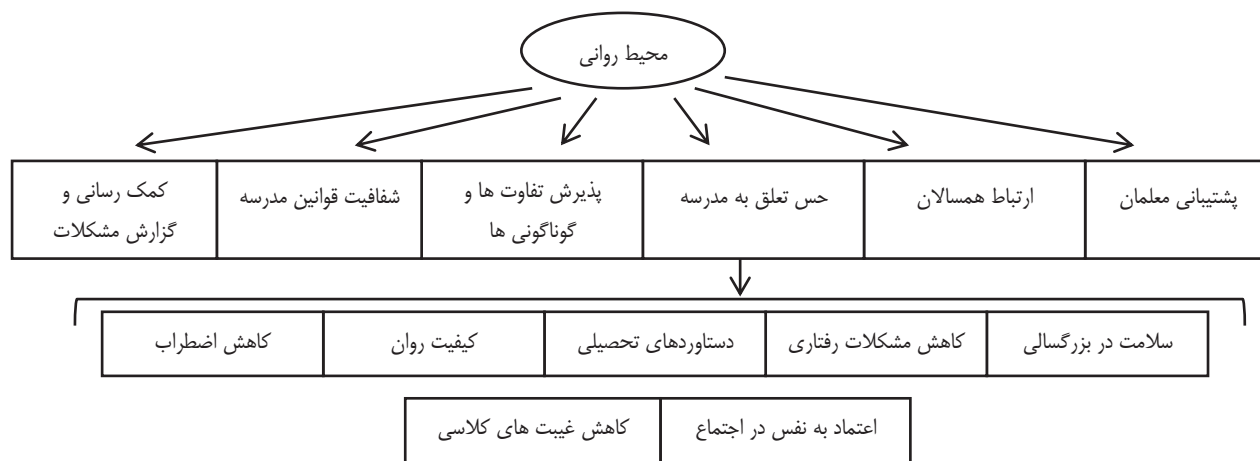 محیط روانی
پشتیبانی معلمان
ارتباط همسالان
حس تعلق به مدرسه
پذیرش تفاوت ها و
گوناگونی ها
شفافیت قوانین مدرسه
کمک رسانی و
گزارش مشکلات
سلامت در بزرگسالی
کاهش مشکلات رفتاری
دستاوردهای تحصیلی
کیفیت روان
کاهش اضطراب
اعتماد به نفس در اجتماع
کاهش غیبت های کلاسی